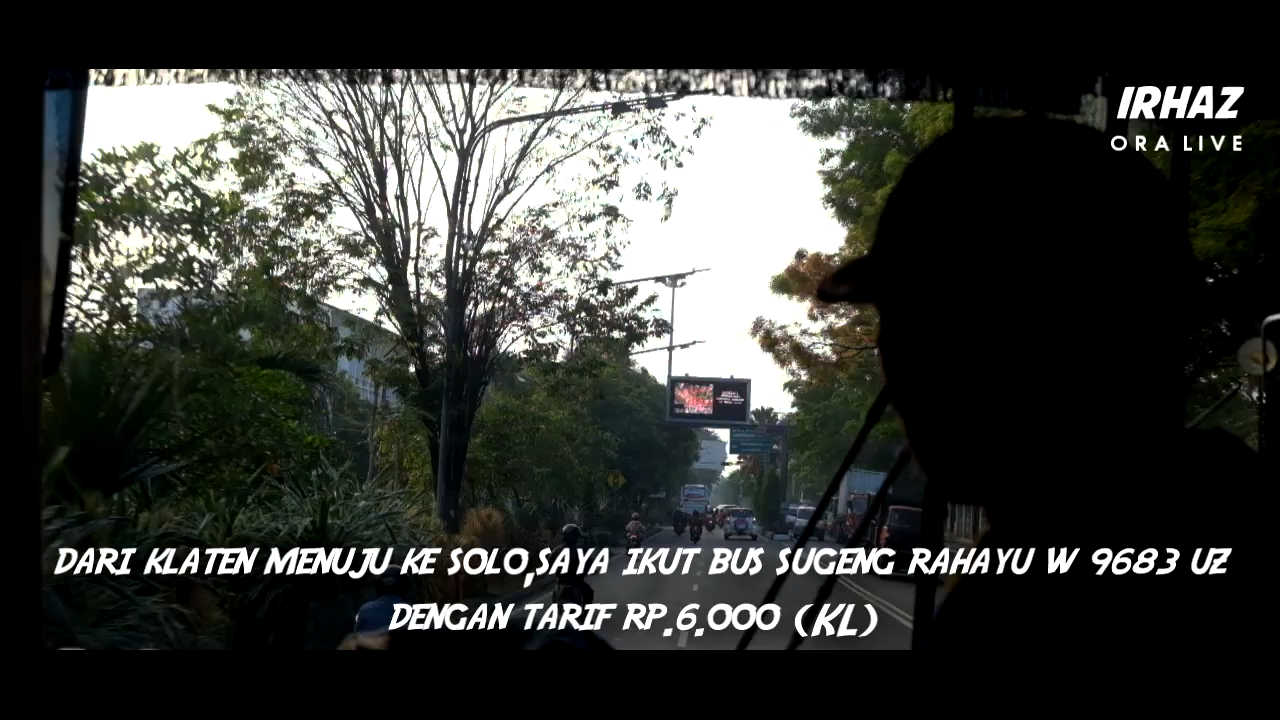 IRHAZ
ORA LIVE
DARI KLATEN MENUJU KE SOLO,SAYA IKUT BUS SUGENG RAHAYU W 9683 UZ
DENGAN TARIF RP.6.000 (KL)